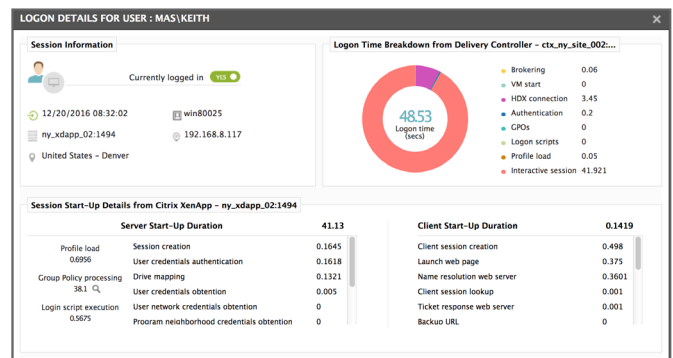 LOGON DETAILS FOR USER : MAS\KEITH
Session Information
Currently logged in YES
12/20/2016 08:32:02 win80025
ny_xdapp_02:1494 192.168.8.117
United States - Denver
Logon Time Breakdown from Delivery Controller - ctx_ny_site_002:...
48.53
Logon time
(secs)
Brokering 0.06
VM start 0
HDX connection 3.45
Authentication 0.2
GPOs 0
Logon scripts 0
Profile load 0.05
Interactive session 41.921
Session Start-Up Details from Citrix XenApp - ny_xdapp_02:1494
Server Start-Up Duration 41.13
Profile load
0.6956
Group Policy processing
38.1
Login script execution
0.5675
Session creation 0.1645
User credentials authentication 0.1618
Drive mapping 0.1321
User credentials obtention 0.005
User network credentials obtention 0
Program neighborhood credentials obtention 0
Client Start-Up Duration 0.1419
Client session creation 0.498
Launch web page 0.375
Name resolution web server 0.3601
Client session lookup 0.001
Ticket response web server 0.001
Backup URL 0